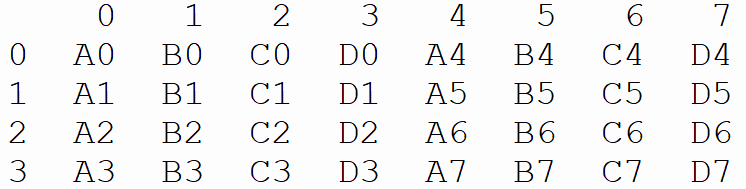 0 1 2 3 4 5 6 7
0 A0 B0 C0 D0 A4 B4 C4 D4
1 A1 B1 C1 D1 A5 B5 C5 D5
2 A2 B2 C2 D2 A6 B6 C6 D6
3 A3 B3 C3 D3 A7 B7 C7 D7